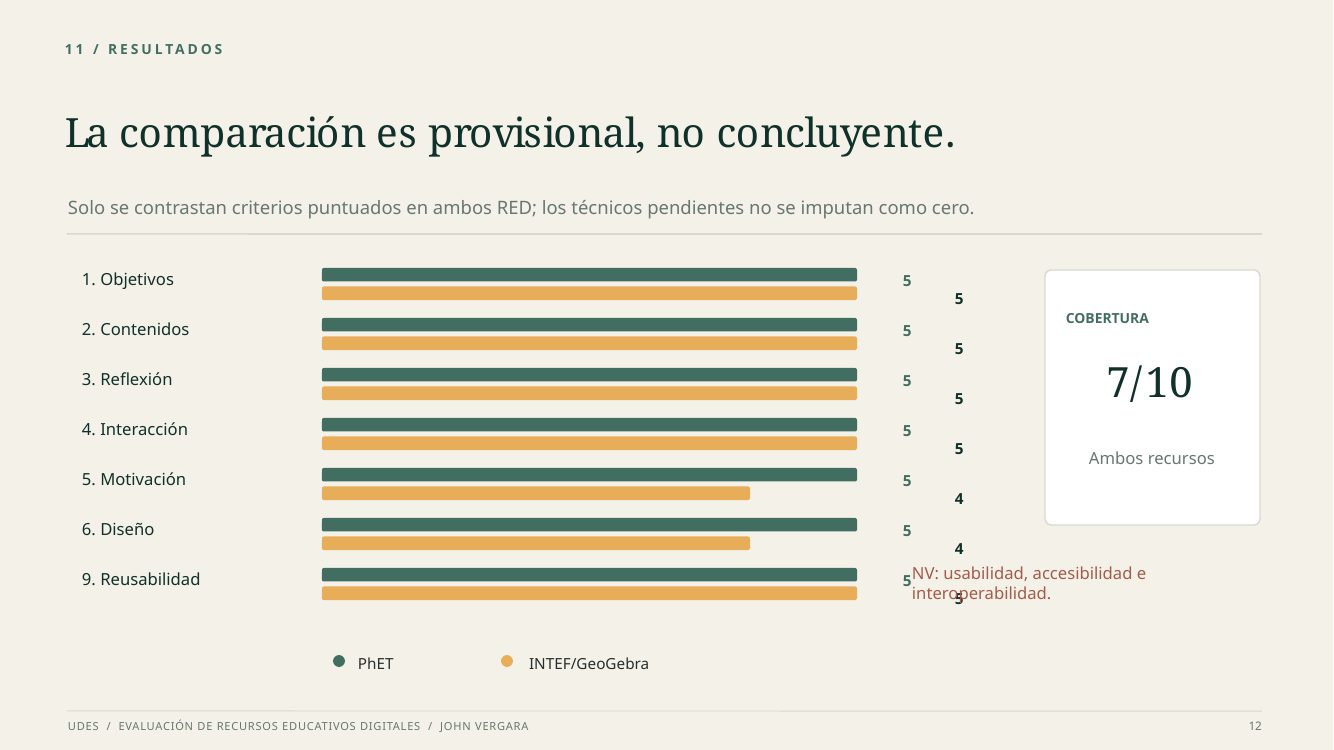 11 / RESULTADOS
La comparación es provisional, no concluyente.
Solo se contrastan criterios puntuados en ambos RED; los técnicos pendientes no se imputan como cero.
1. Objetivos
5
5
2. Contenidos
5
5
3. Reflexión
5
5
4. Interacción
5
5
5. Motivación
5
4
6. Diseño
5
4
9. Reusabilidad
5
5
COBERTURA
7/10
Ambos recursos
NV: usabilidad, accesibilidad e
interoperabilidad.
PhET
INTEF/GeoGebra
UDES / EVALUACIÓN DE RECURSOS EDUCATIVOS DIGITALES / JOHN VERGARA
12